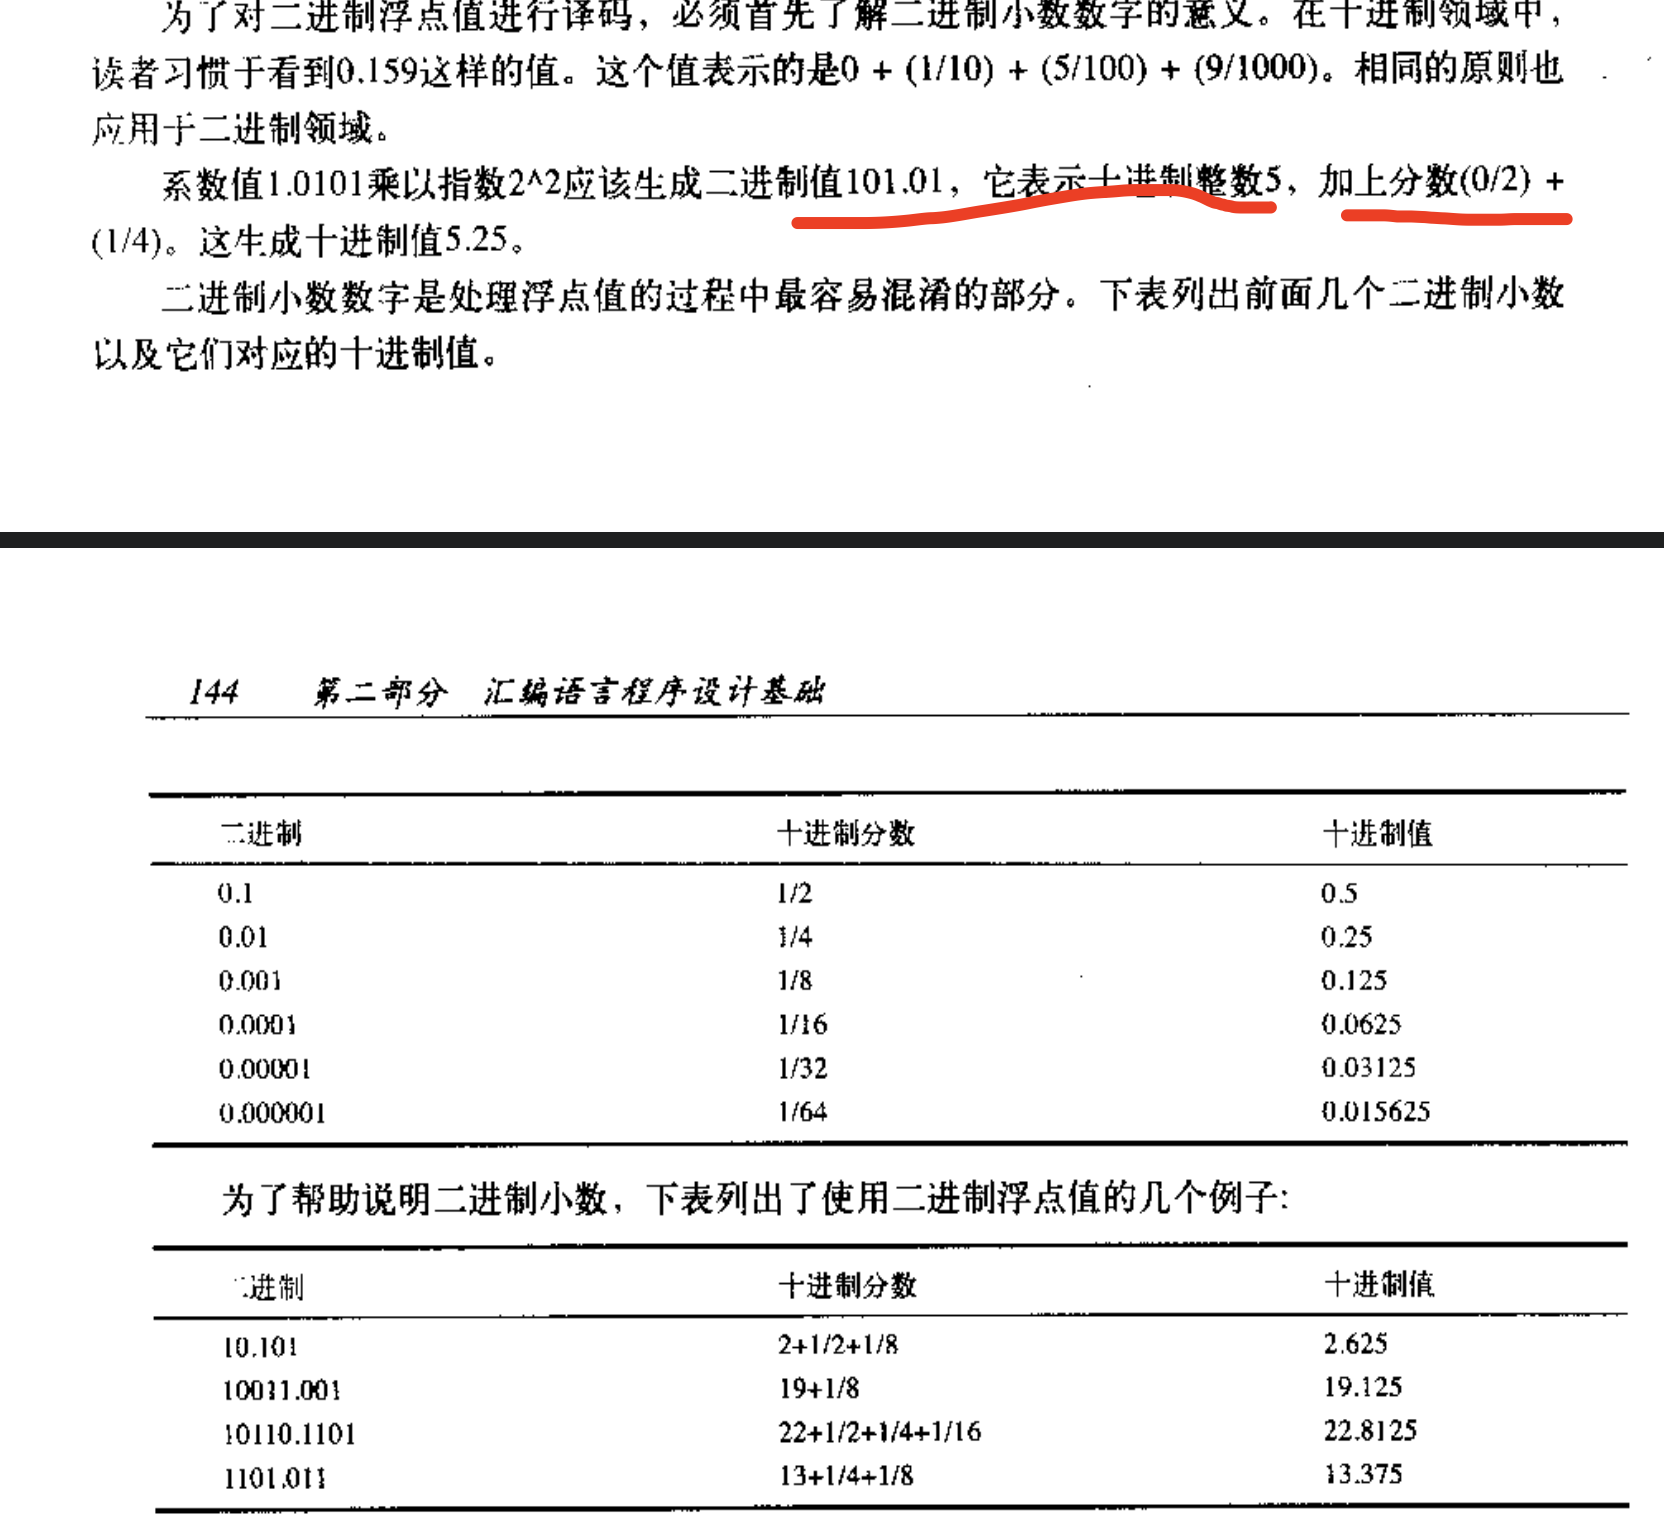 为了对二进制浮点值进行译码，必须首先了解二进制小数数字的意义。在十进制领域中，
读者习惯于看到0.159这样的值。这个值表示的是0 + (1/10) + (5/100) + (9/1000)。相同的原则也
应用于二进制领域。
系数值1.0101乘以指数2^2应该生成二进制值101.01，它表示十进制整数5，加上分数(0/2) +
(1/4)。这生成十进制值5.25。
二进制小数数字是处理浮点值的过程中最容易混淆的部分。下表列出前面几个二进制小数
以及它们对应的十进制值。
144 第二部分 汇编语言程序设计基础
二进制 十进制分数 十进制值
0.1 1/2 0.5
0.01 1/4 0.25
0.001 1/8 0.125
0.0001 1/16 0.0625
0.00001 1/32 0.03125
0.000001 1/64 0.015625
为了帮助说明二进制小数，下表列出了使用二进制浮点值的几个例子:
二进制 十进制分数 十进制值
10.101 2+1/2+1/8 2.625
10011.001 19+1/8 19.125
10110.1101 22+1/2+1/4+1/16 22.8125
1101.011 13+1/4+1/8 13.375